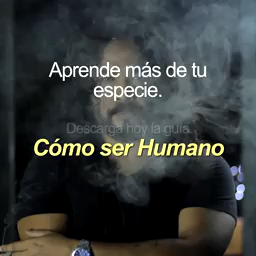 Aprende más de tu
especie.
Descarga hoy la guía
Cómo ser Humano